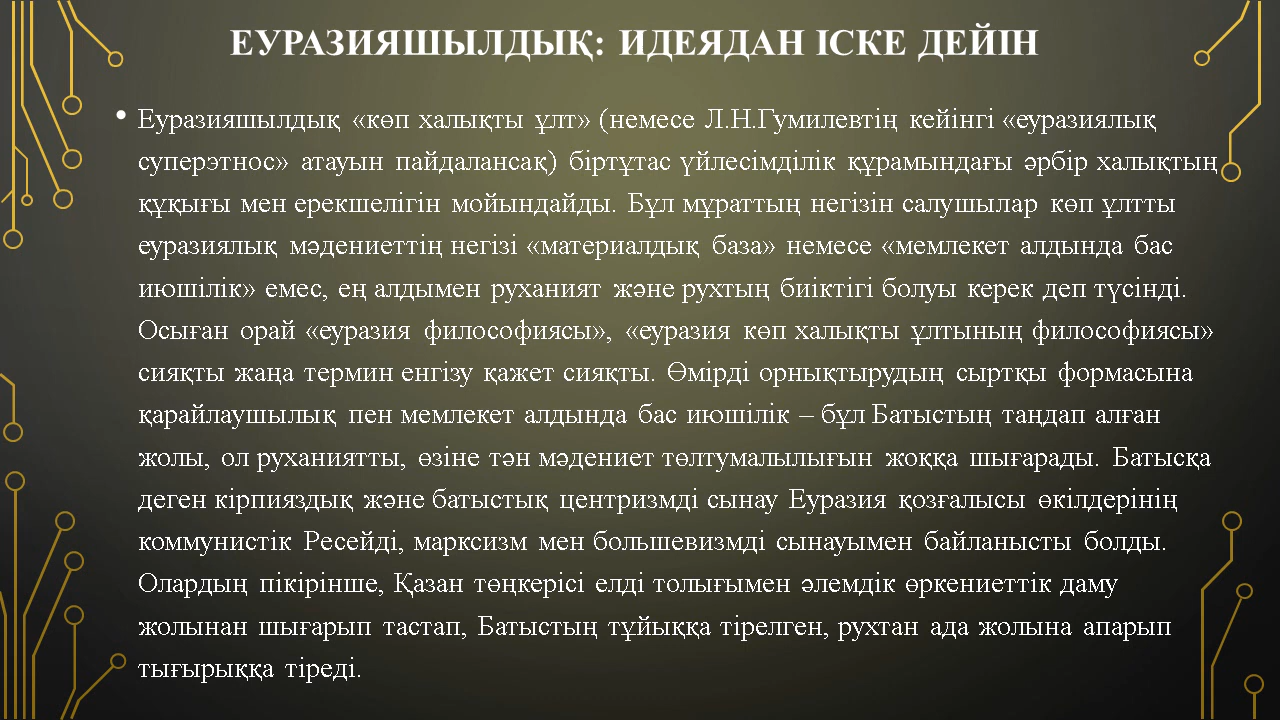 ЕУРАЗИЯШЫЛДЫҚ: ИДЕЯДАН ІСКЕ ДЕЙІН
• Еуразияшылдық «көп халықты ұлт» (немесе Л.Н.Гумилевтің кейінгі «еуразиялық
суперэтнос» атауын пайдалансақ) біртұтас үйлесімділік құрамындағы әрбір халықтың
құқығы мен ерекшелігін мойындайды. Бұл мұраттың негізін салушылар көп ұлтты
еуразиялық мәдениеттің негізі «материалдық база» немесе «мемлекет алдында бас
июшілік» емес, ең алдымен руханият және рухтың биіктігі болуы керек деп түсінді.
Осыған орай «еуразия философиясы», «еуразия көп халықты ұлтының философиясы»
сияқты жаңа термин енгізу қажет сияқты. Өмірді орнықтырудың сыртқы формасына
қарайлаушылық пен мемлекет алдында бас июшілік – бұл Батыстың таңдап алған
жолы, ол руханиятты, өзіне тән мәдениет төлтумалылығын жоққа шығарады. Батысқа
деген кірпияздық және батыстық центризмді сынау Еуразия қозғалысы өкілдерінің
коммунистік Ресейді, марксизм мен большевизмді сынауымен байланысты болды.
Олардың пікірінше, Қазан төңкерісі елді толығымен әлемдік өркениеттік даму
жолынан шығарып тастап, Батыстың тұйыққа тірелген, рухтан ада жолына апарып
тығырыққа тіреді.